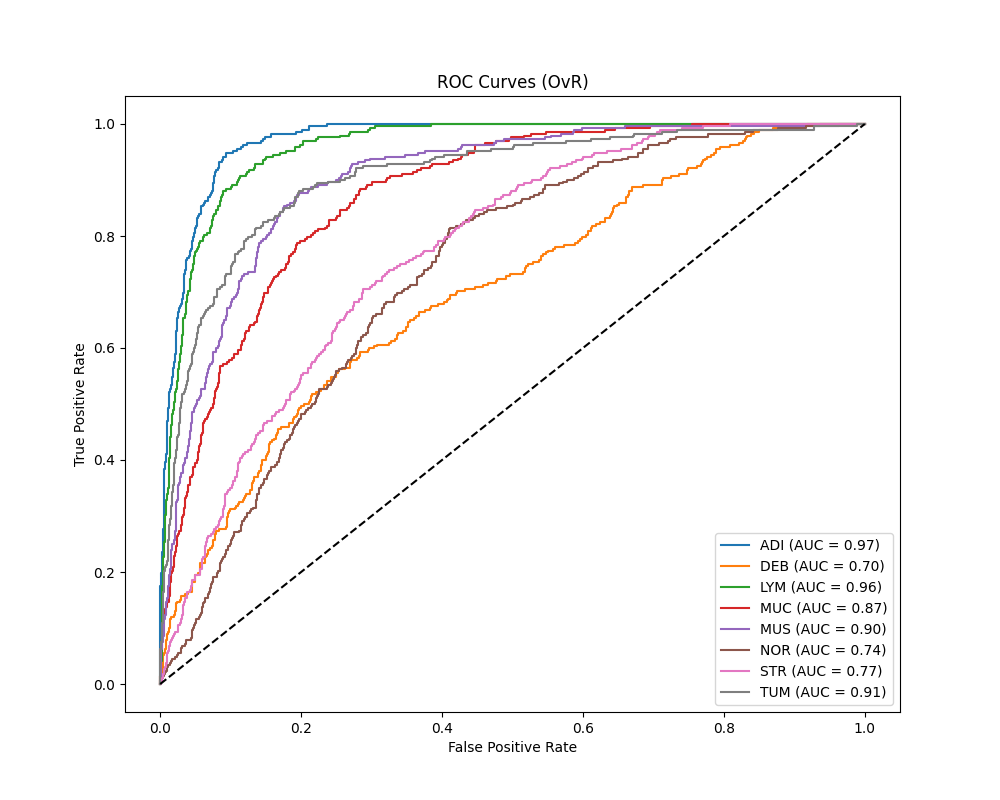 ROC Curves (OvR)
True Positive Rate
1.0
0.8
0.6
0.4
0.2
0.0
0.0 0.2 0.4 0.6 0.8 1.0
False Positive Rate
ADI (AUC = 0.97)
DEB (AUC = 0.70)
LYM (AUC = 0.96)
MUC (AUC = 0.87)
MUS (AUC = 0.90)
NOR (AUC = 0.74)
STR (AUC = 0.77)
TUM (AUC = 0.91)